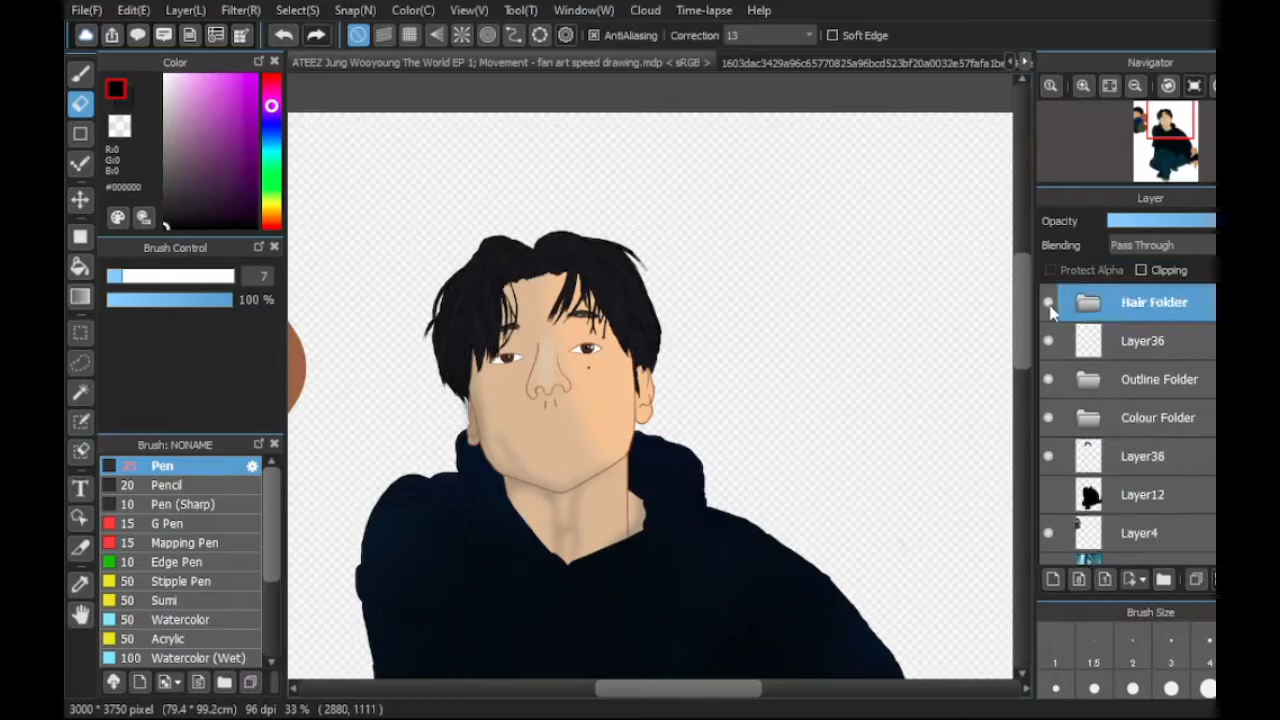 File(F) Edit(E) Layer(L) Filter(R) Select(S) Snap(N) Color(C) View(V) Tool(T) Window(W) Cloud Time-lapse Help
AntiAliasing Correction 13 Soft Edge
Color
ATEEZ Jung Wooyoung The World EP 1; Movement - fan art speed drawing.mdp < sRGB >
Navigator
R:0
G:0
B:0
#000000
Brush Control
7
100 %
Brush: NONAME
Pen
20 Pencil
10 Pen (Sharp)
15 G Pen
15 Mapping Pen
10 Edge Pen
50 Stipple Pen
50 Sumi
50 Watercolor
50 Acrylic
100 Watercolor (Wet)
Layer
Opacity
Blending Pass Through
Protect Alpha Clipping
Hair Folder
Layer36
Outline Folder
Colour Folder
Layer38
Layer12
Layer4
Brush Size
1 1.5 2 3 4
3000 * 3750 pixel (79.4 * 99.2cm) 96 dpi 33 % ( 2880, 1111 )